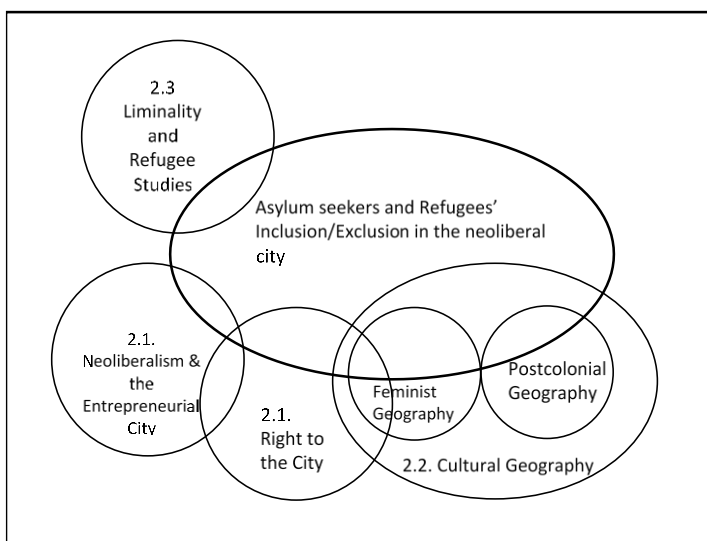 2.3
Liminality
and
Refugee
Studies
Asylum seekers and Refugees’
Inclusion/Exclusion in the neoliberal
city
2.1.
Neoliberalism &
the
Entrepreneurial
City
2.1.
Right to
the City
Feminist
Geography
Postcolonial
Geography
2.2. Cultural Geography